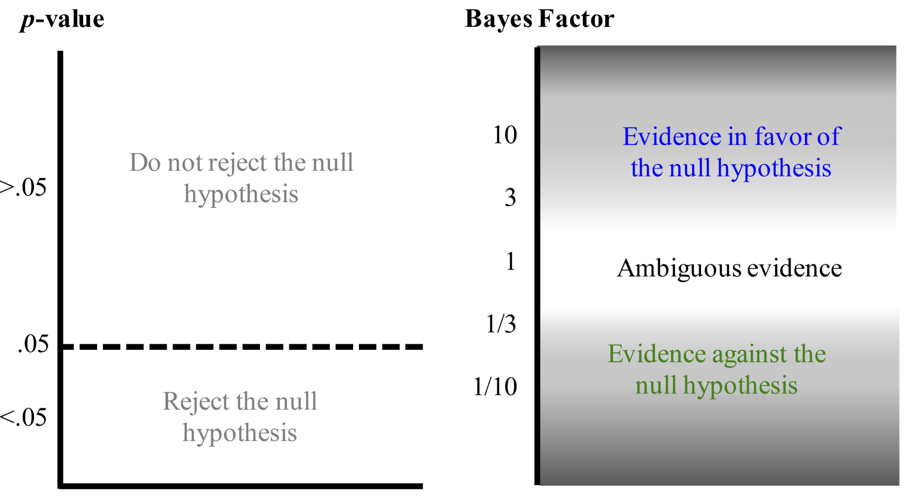 p-value
>.05
Do not reject the null
hypothesis
.05
<.05
Reject the null
hypothesis
Bayes Factor
10
3
1
1/3
1/10
Evidence in favor of
the null hypothesis
Ambiguous evidence
Evidence against the
null hypothesis